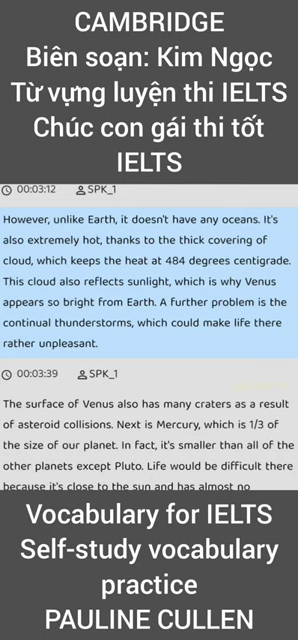 CAMBRIDGE
Biên soạn: Kim Ngọc
Từ vựng luyện thi IELTS
Chúc con gái thi tốt
IELTS
00:03:12 SPK_1
However, unlike Earth, it doesn't have any oceans. It's
also extremely hot, thanks to the thick covering of
cloud, which keeps the heat at 484 degrees centigrade.
This cloud also reflects sunlight, which is why Venus
appears so bright from Earth. A further problem is the
continual thunderstorms, which could make life there
rather unpleasant.
00:03:39 SPK_1
The surface of Venus also has many craters as a result
of asteroid collisions. Next is Mercury, which is 1/3 of
the size of our planet. In fact, it's smaller than all of the
other planets except Pluto. Life would be difficult there
because it's close to the sun and has almost no
Vocabulary for IELTS
Self-study vocabulary
practice
PAULINE CULLEN